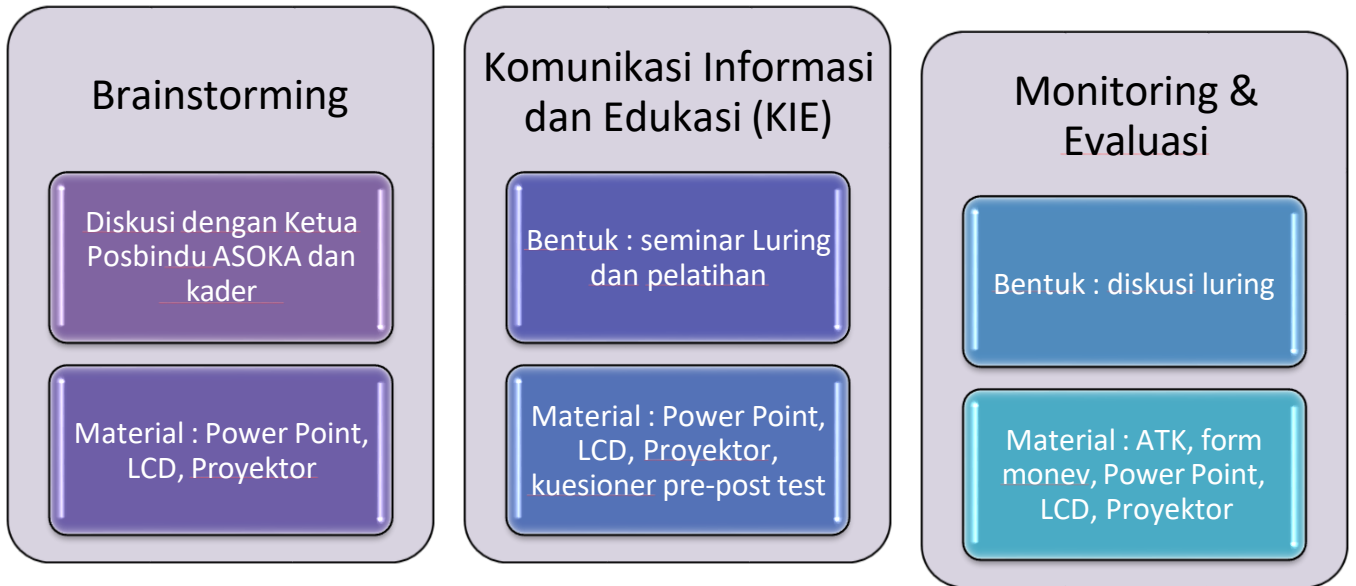 Brainstorming
Diskusi dengan Ketua
Posbindu ASOKA dan
kader
Material : Power Point,
LCD, Proyektor
Komunikasi Informasi
dan Edukasi (KIE)
Bentuk : seminar Luring
dan pelatihan
Material : Power Point,
LCD, Proyektor,
kuesioner pre-post test
Monitoring &
Evaluasi
Bentuk : diskusi luring
Material : ATK, form
monev, Power Point,
LCD, Proyektor